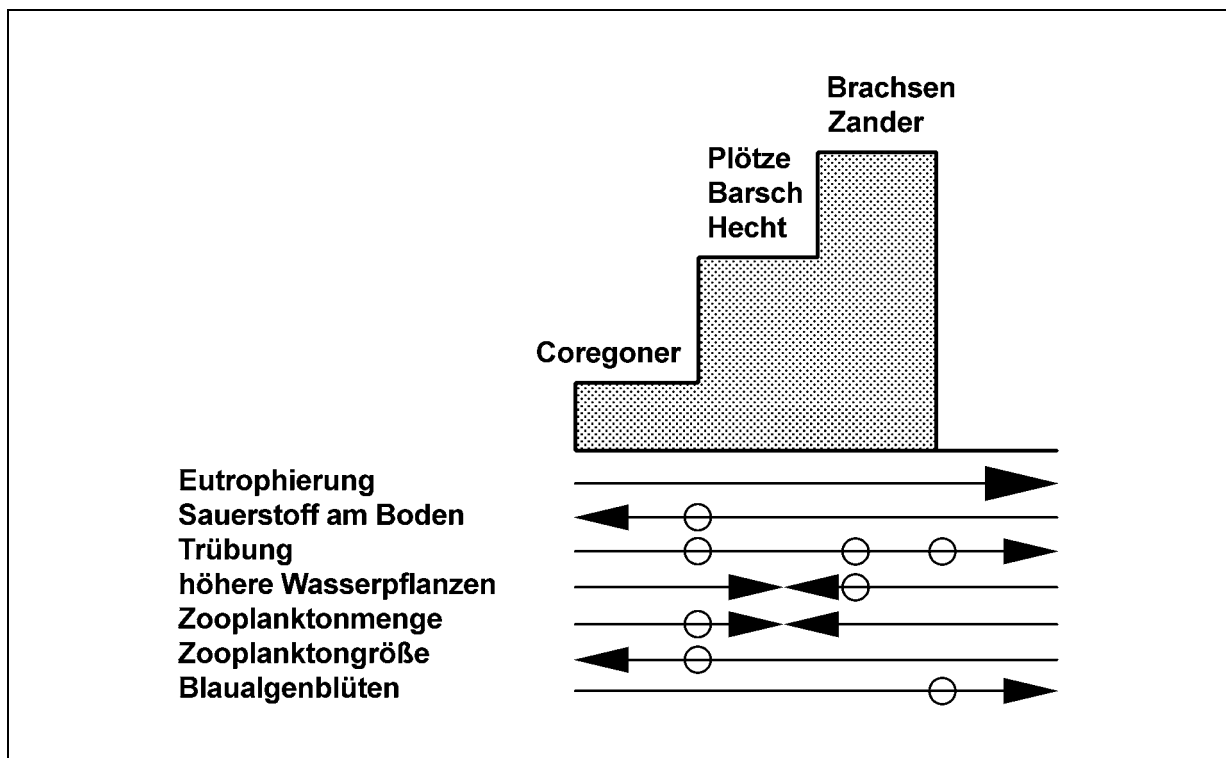 Brachsen
Zander
Plötze
Barsch
Hecht
Coregoner
Eutrophierung
Sauerstoff am Boden
Trübung
höhere Wasserpflanzen
Zooplanktonmenge
Zooplanktongröße
Blaualgenblüten